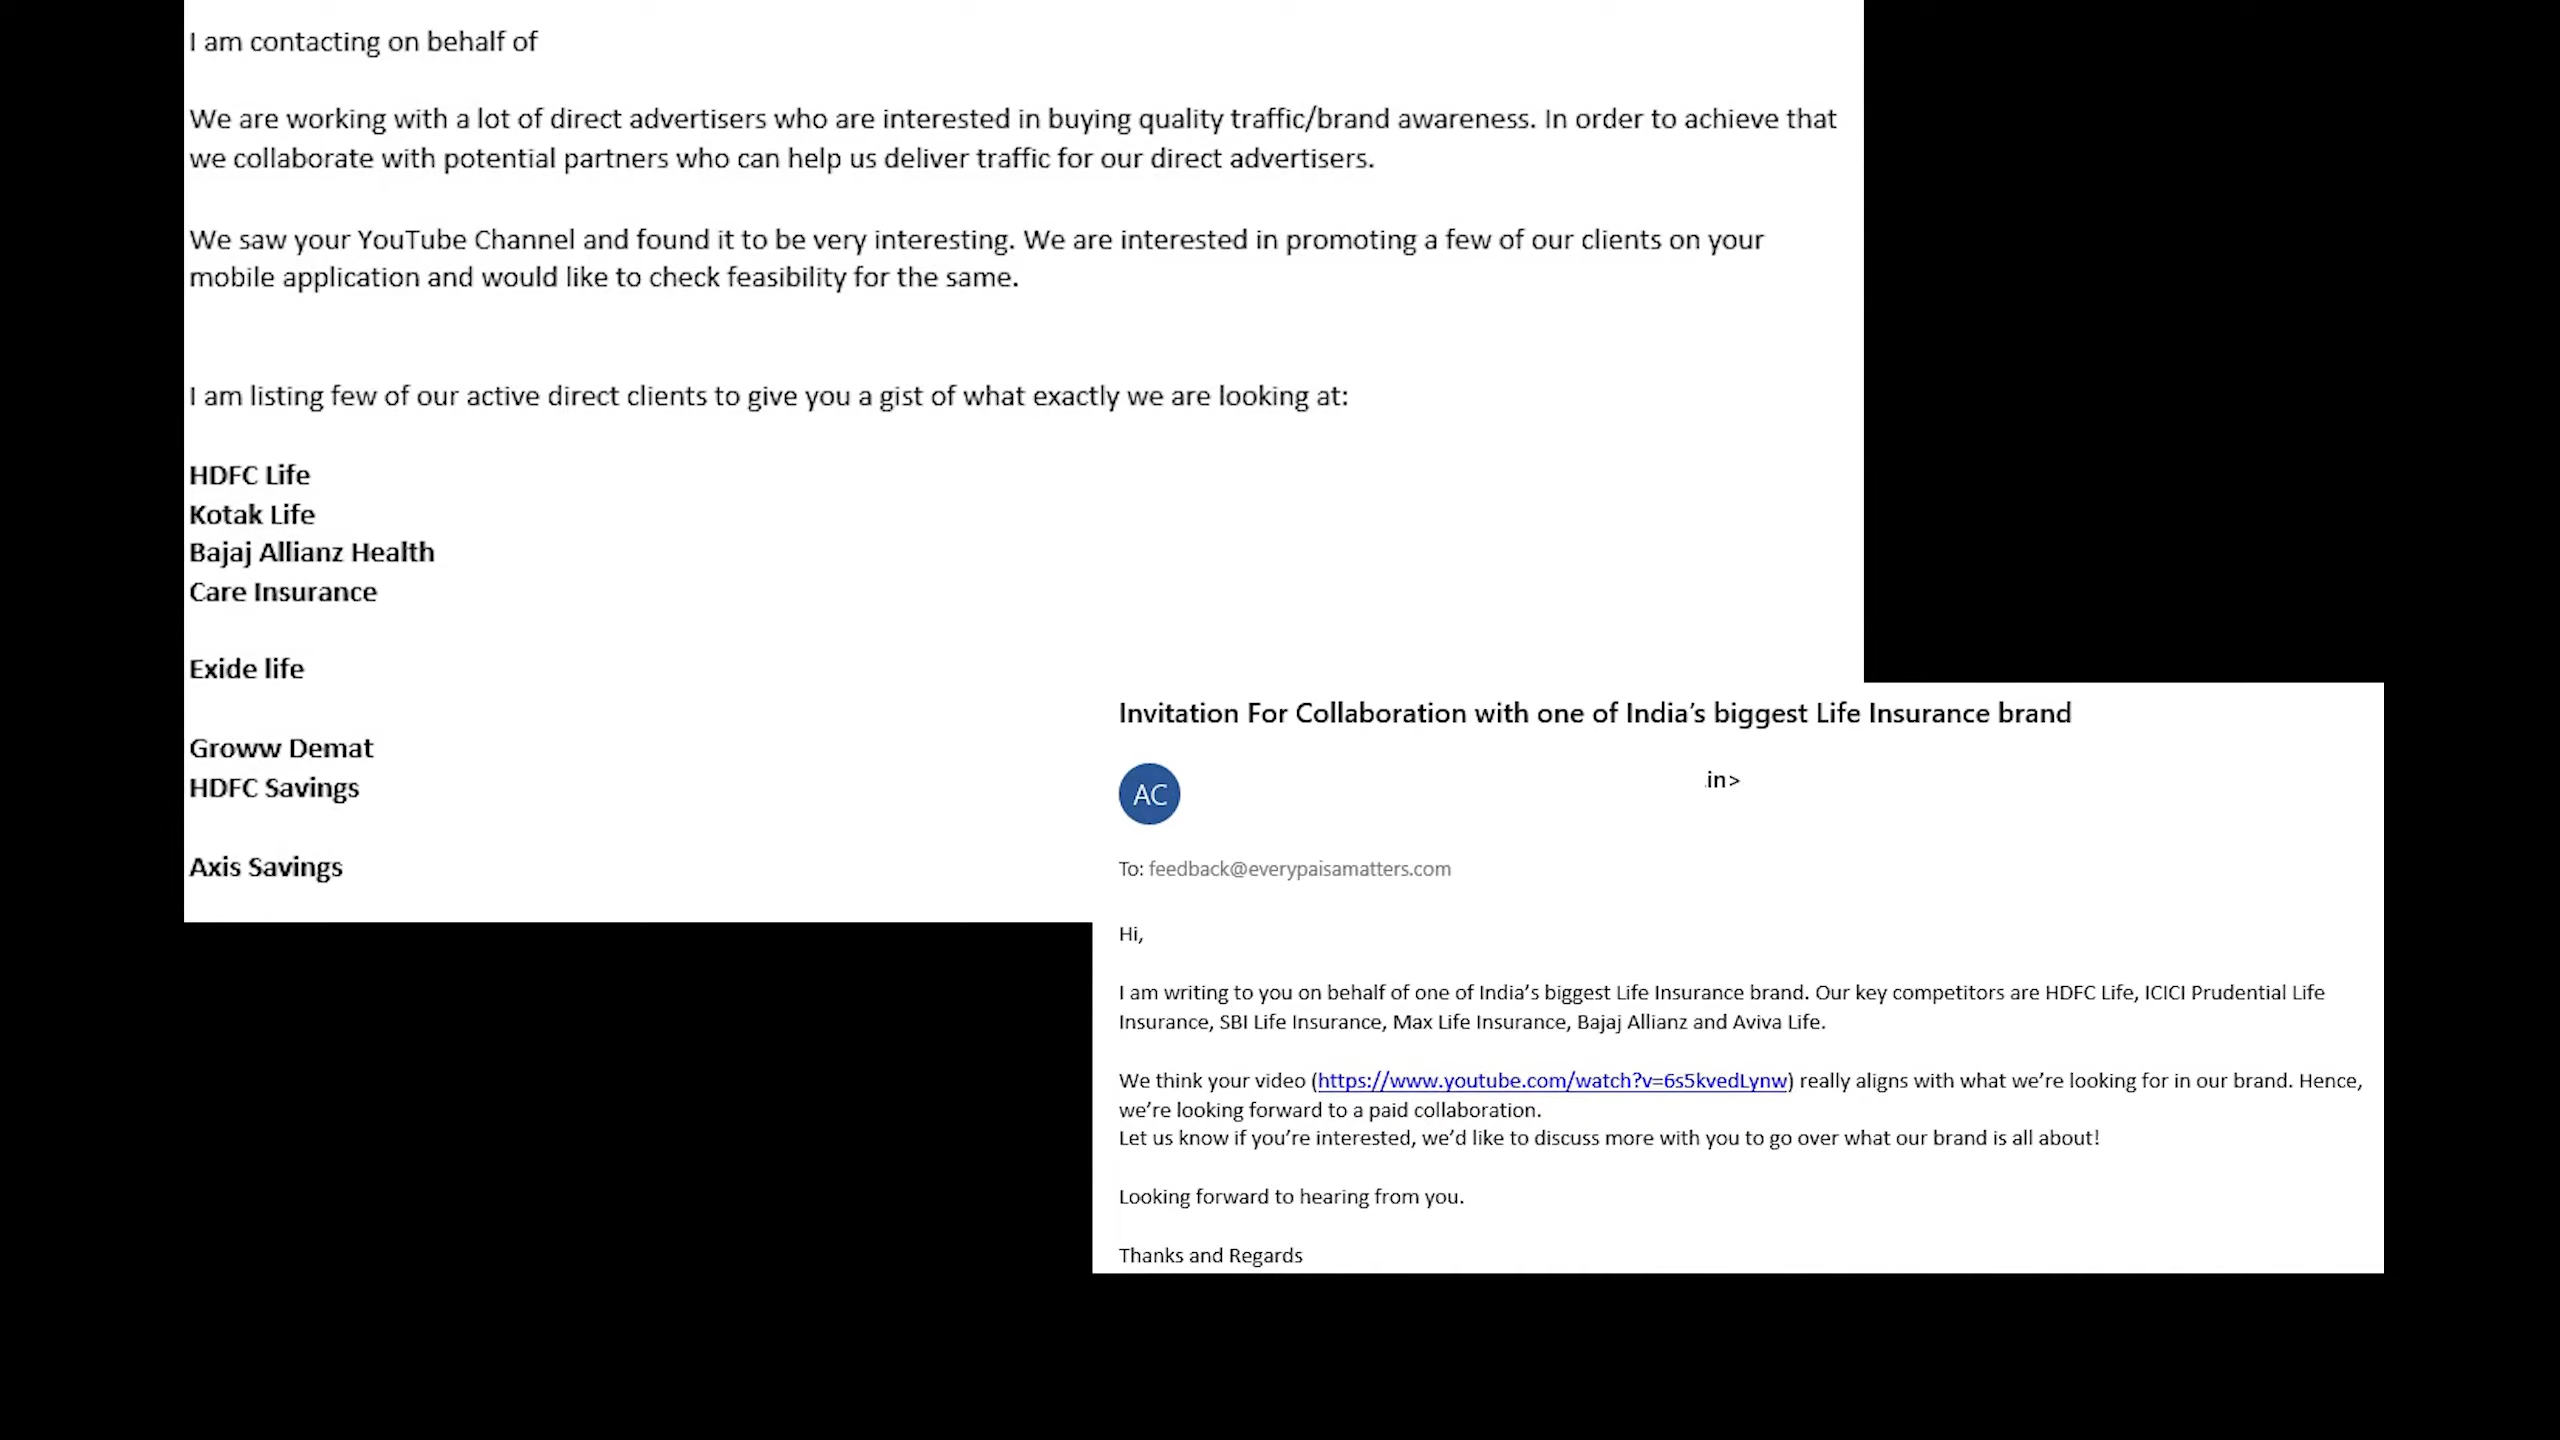 I am contacting on behalf of
We are working with a lot of direct advertisers who are interested in buying quality traffic/brand awareness. In order to achieve that
we collaborate with potential partners who can help us deliver traffic for our direct advertisers.
We saw your YouTube Channel and found it to be very interesting. We are interested in promoting a few of our clients on your
mobile application and would like to check feasibility for the same.
I am listing few of our active direct clients to give you a gist of what exactly we are looking at:
HDFC Life
Kotak Life
Bajaj Allianz Health
Care Insurance
Exide life
Groww Demat
HDFC Savings
Axis Savings
Invitation For Collaboration with one of India’s biggest Life Insurance brand
AC
in>
To: feedback@everypaisamatters.com
Hi,
I am writing to you on behalf of one of India’s biggest Life Insurance brand. Our key competitors are HDFC Life, ICICI Prudential Life
Insurance, SBI Life Insurance, Max Life Insurance, Bajaj Allianz and Aviva Life.
We think your video (https://www.youtube.com/watch?v=6s5kvedLynw) really aligns with what we’re looking for in our brand. Hence,
we’re looking forward to a paid collaboration.
Let us know if you’re interested, we’d like to discuss more with you to go over what our brand is all about!
Looking forward to hearing from you.
Thanks and Regards